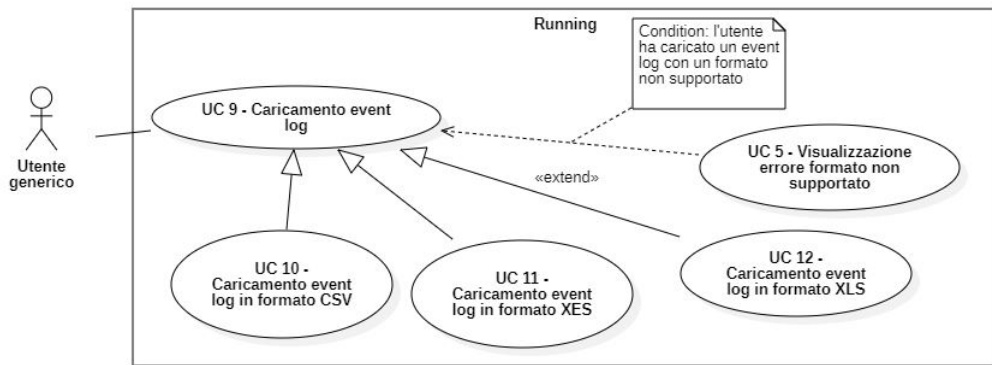 Running
Condition: l'utente
ha caricato un event
log con un formato
non supportato
UC 9 - Caricamento event
log
Utente
generico
UC 5 - Visualizzazione
errore formato non
supportato
«extend»
UC 10 -
Caricamento event
log in formato CSV
UC 11 -
Caricamento event
log in formato XES
UC 12 -
Caricamento event
log in formato XLS